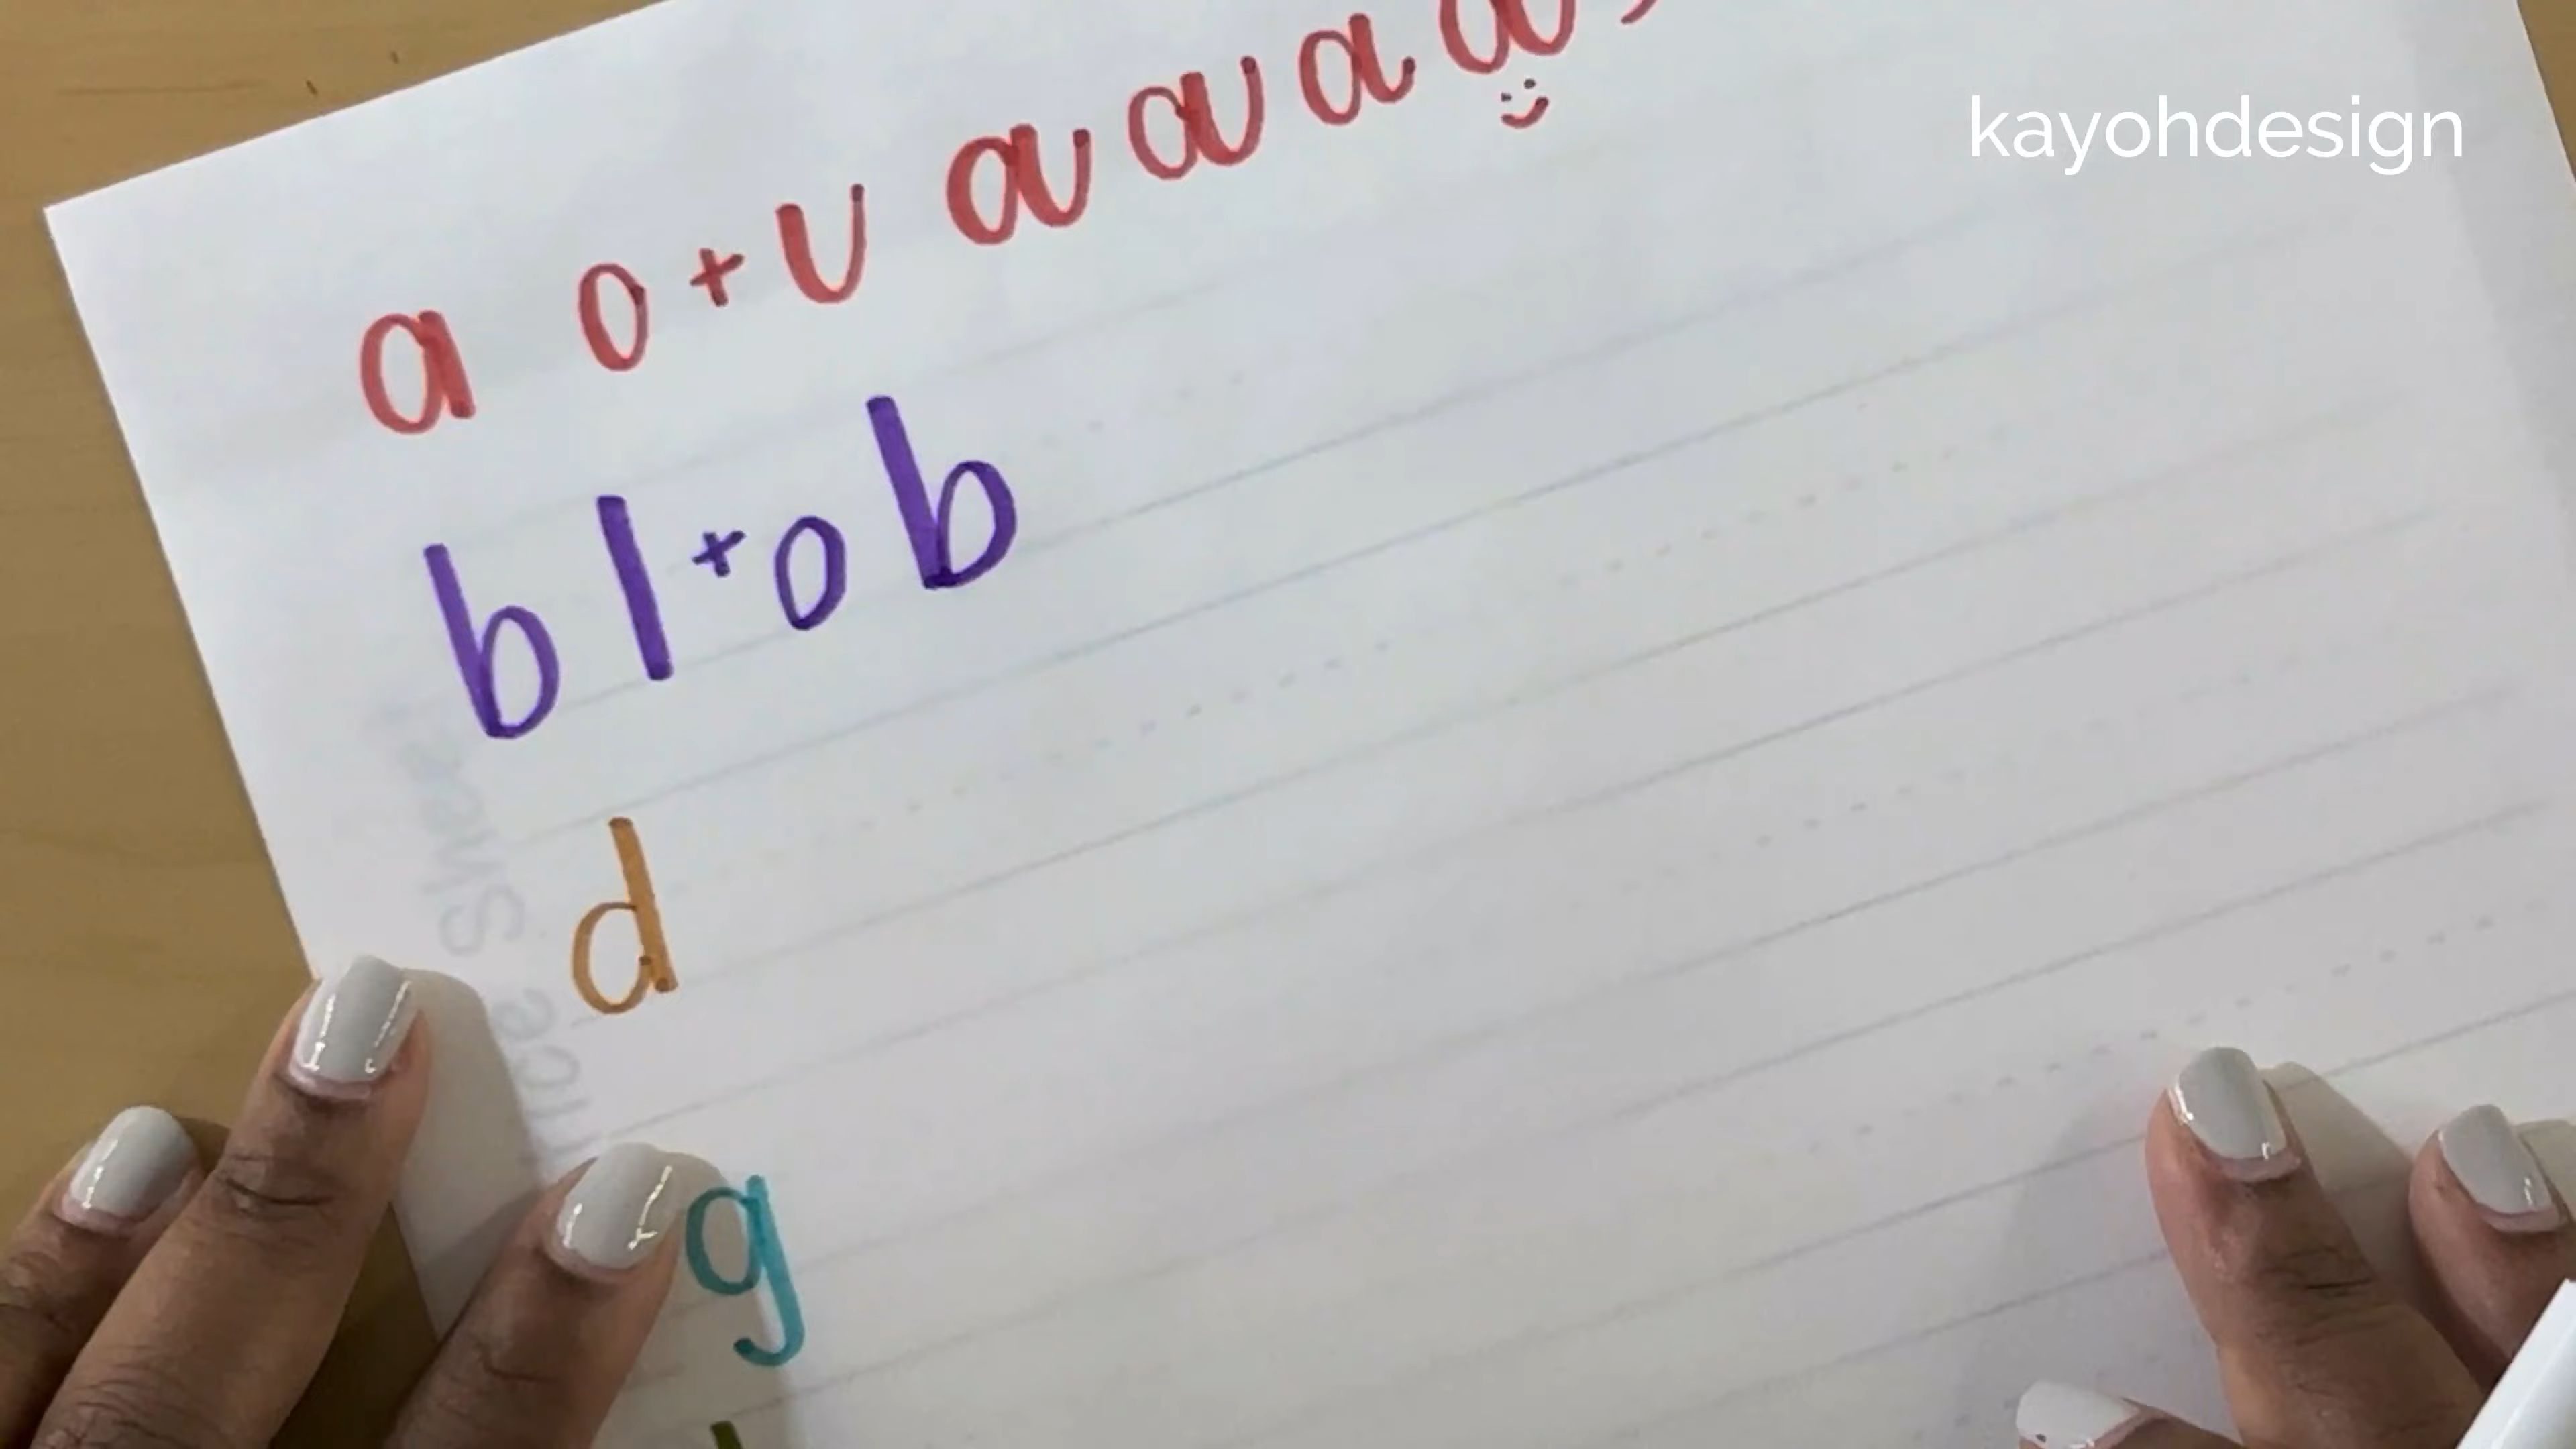 kayohdesign
a o + u a a a a
b l + o b
d
g